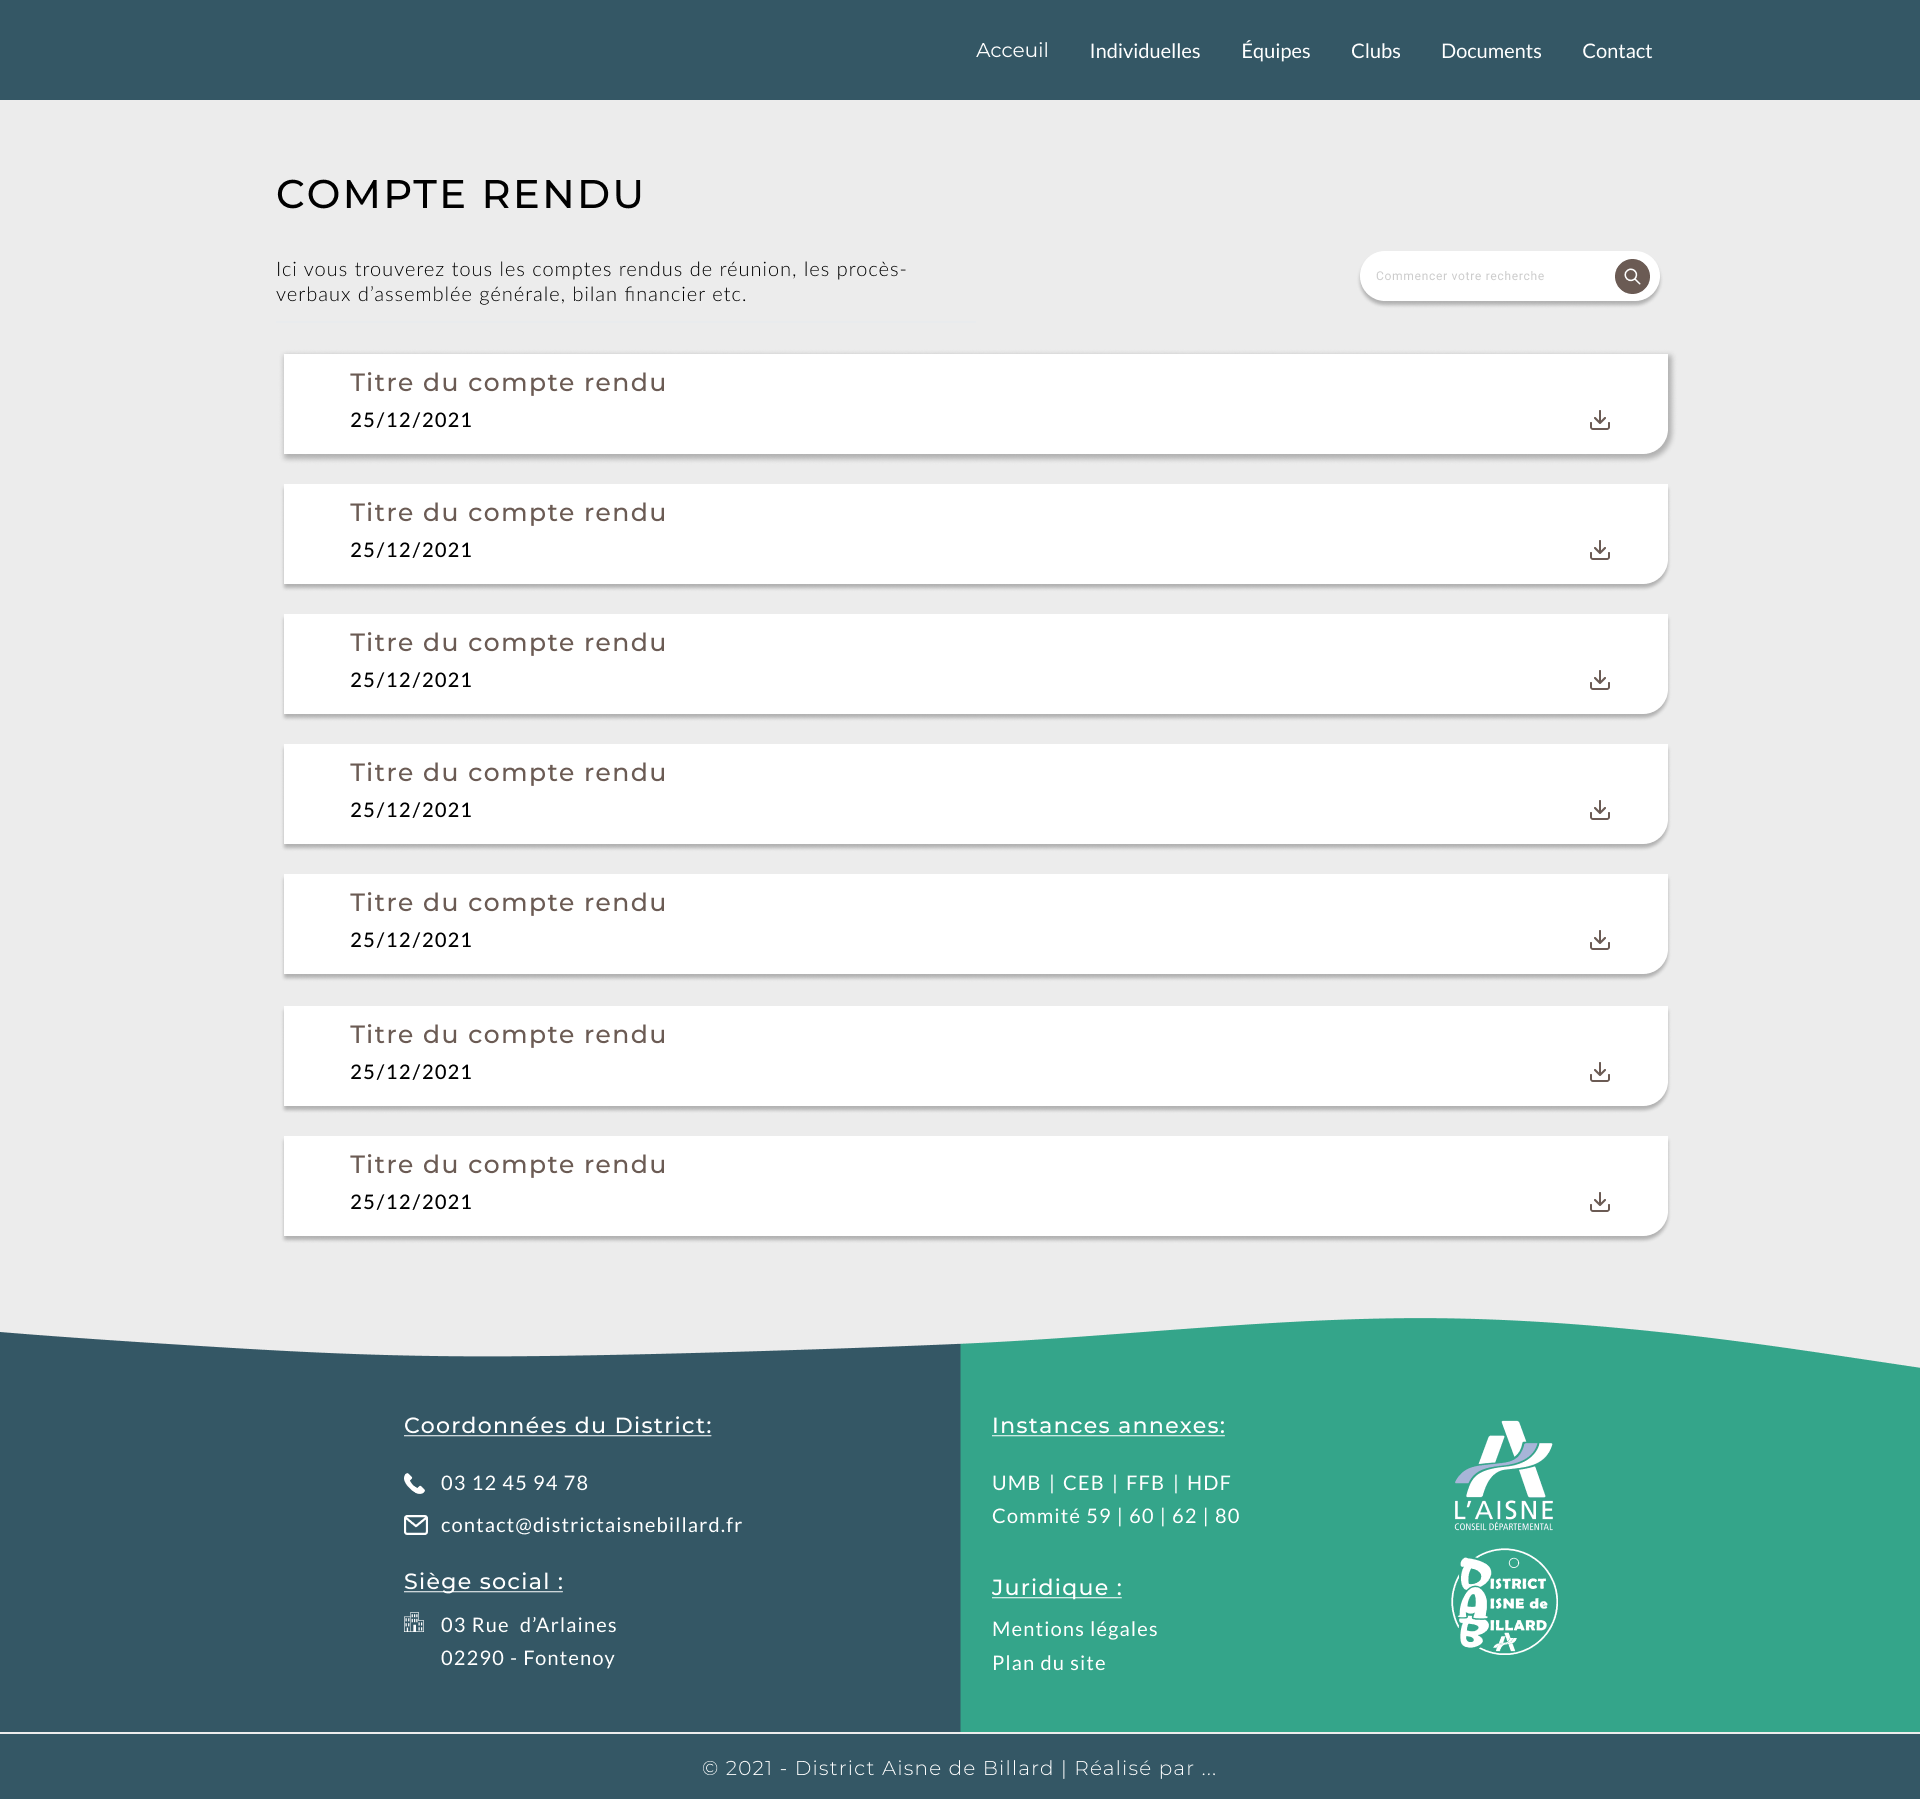 Acceuil Individuelles Équipes Clubs Documents Contact
COMPTE RENDU
Ici vous trouverez tous les comptes rendus de réunion, les procès-
verbaux d’assemblée générale, bilan financier etc.
Commencer votre recherche
Titre du compte rendu
25/12/2021
Titre du compte rendu
25/12/2021
Titre du compte rendu
25/12/2021
Titre du compte rendu
25/12/2021
Titre du compte rendu
25/12/2021
Titre du compte rendu
25/12/2021
Titre du compte rendu
25/12/2021
Coordonnées du District:
03 12 45 94 78
contact@districtaisnebillard.fr
Siège social :
03 Rue  d’Arlaines
02290 - Fontenoy
Instances annexes:
UMB | CEB | FFB | HDF
Commité 59 | 60 | 62 | 80
Juridique :
Mentions légales
Plan du site
L’AISNE
CONSEIL DÉPARTEMENTAL
DISTRICT
AISNE de
BILLARD
© 2021 - District Aisne de Billard | Réalisé par ...